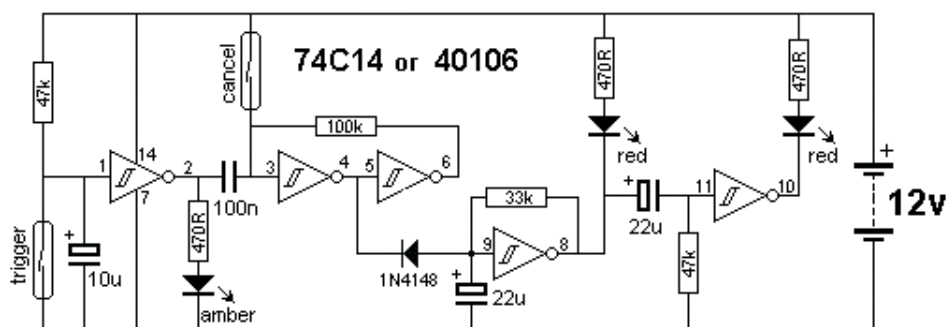 74C14 or 40106
47k
cancel
470R
470R
100k
red
red
1
14
2
3
4
5
6
7
100n
trigger
+
10u
470R
amber
33k
9
8
1N4148
+
22u
+
22u
11
10
47k
+
12v